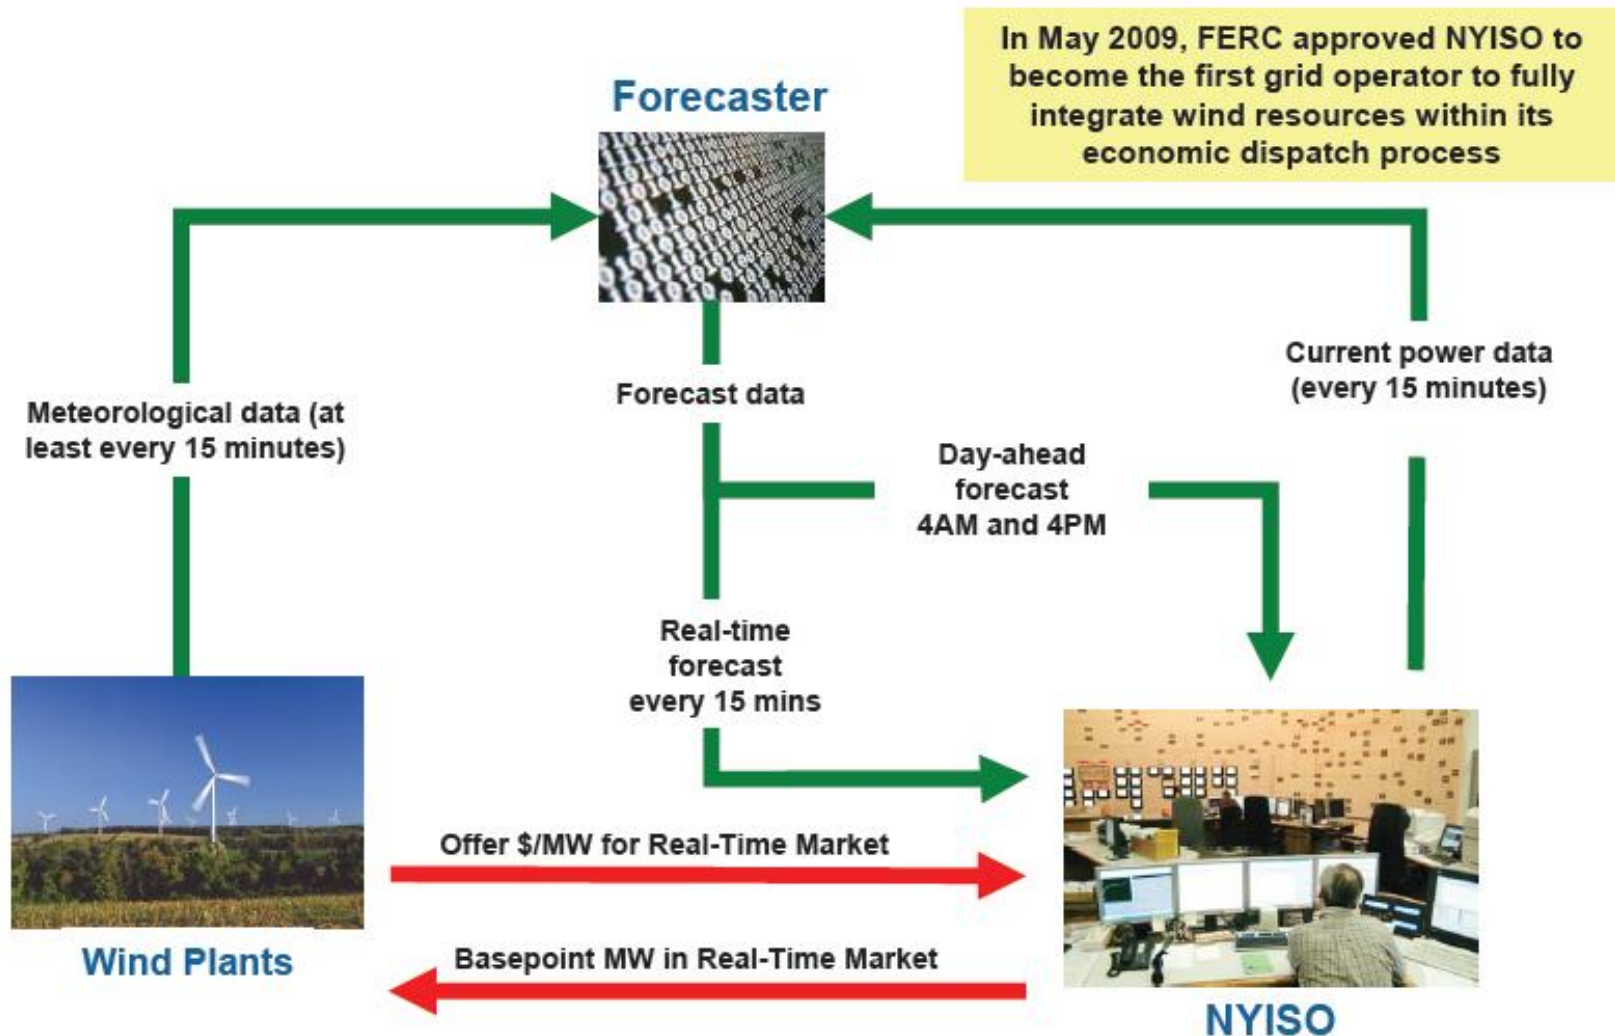 In May 2009, FERC approved NYISO to
become the first grid operator to fully
integrate wind resources within its
economic dispatch process
Forecaster
Current power data
(every 15 minutes)
Meteorological data (at
least every 15 minutes)
Forecast data
Day-ahead
forecast
4AM and 4PM
Real-time
forecast
every 15 mins
Offer $/MW for Real-Time Market
Wind Plants
Basepoint MW in Real-Time Market
NYISO